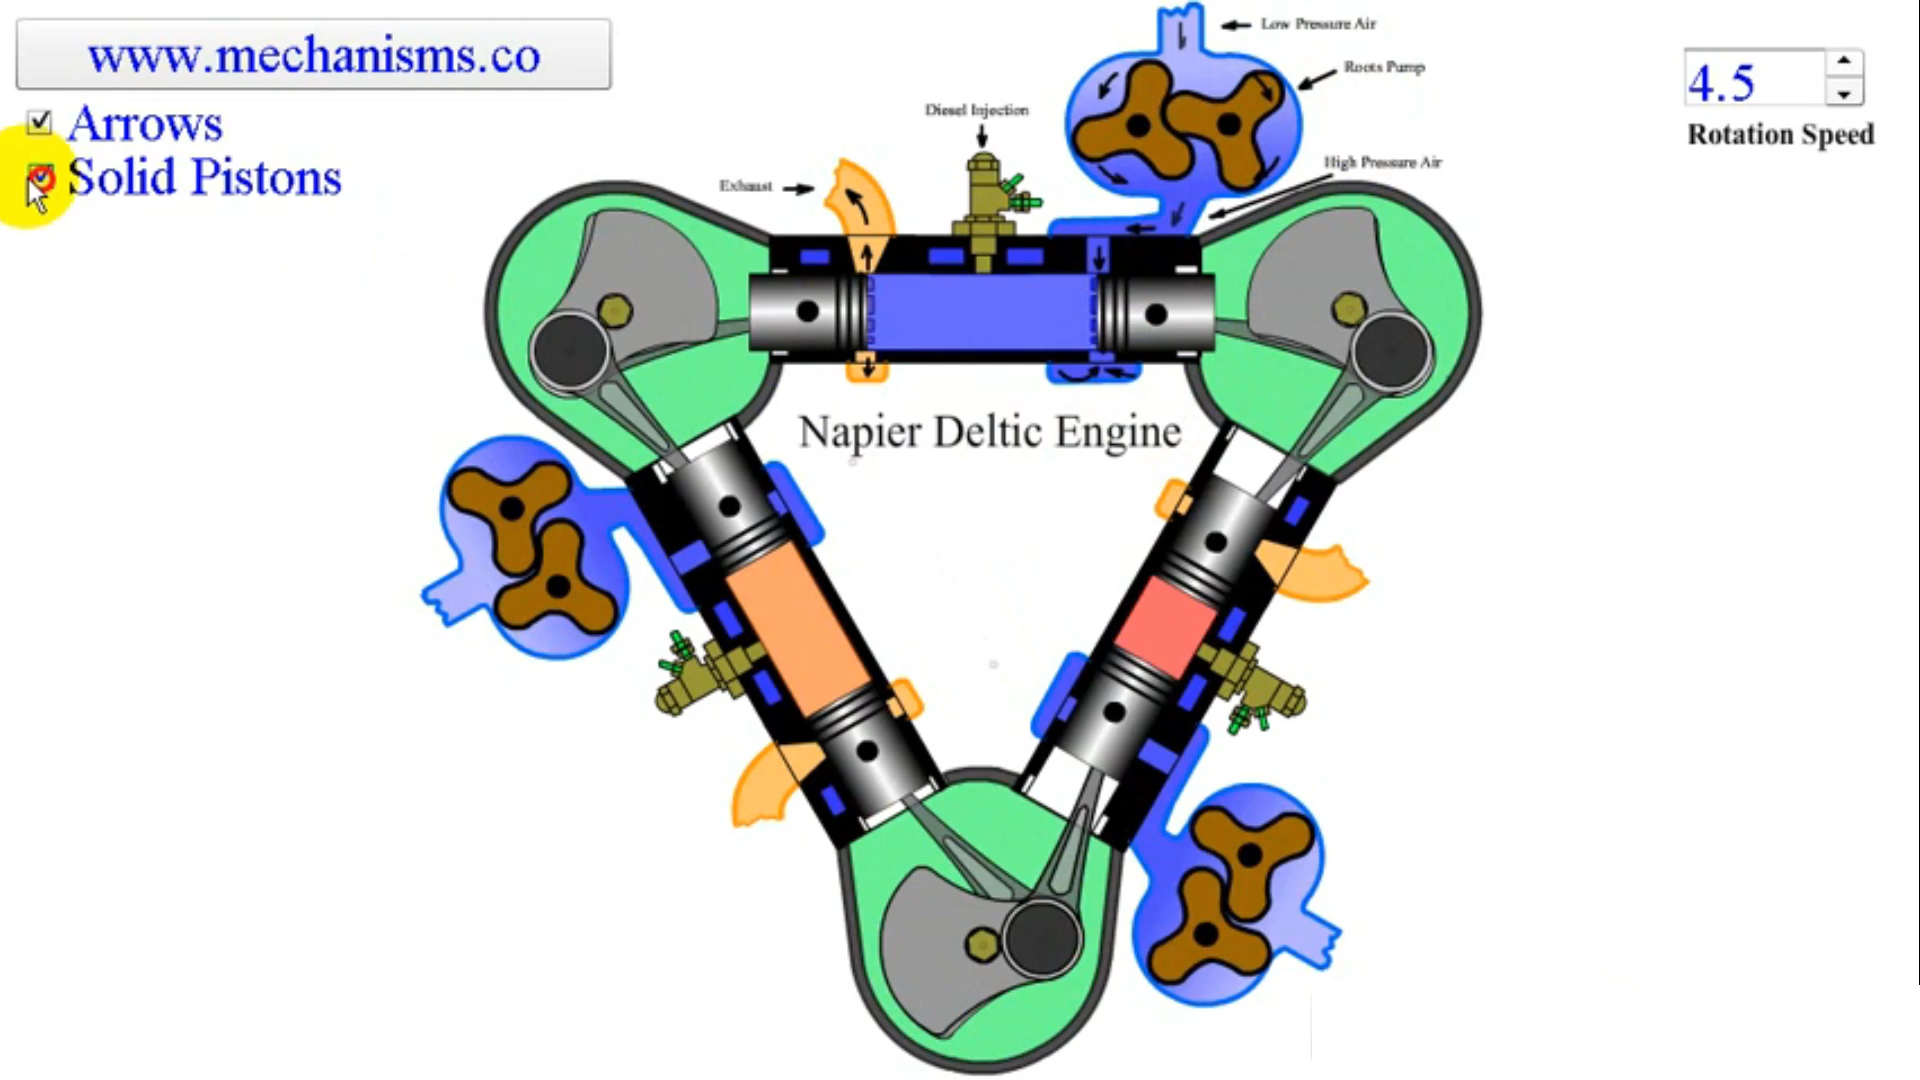 www.mechanisms.co
Arrows
Solid Pistons
Low Pressure Air
Roots Pump
Diesel Injection
High Pressure Air
Exhaust
4.5
Rotation Speed
Napier Deltic Engine